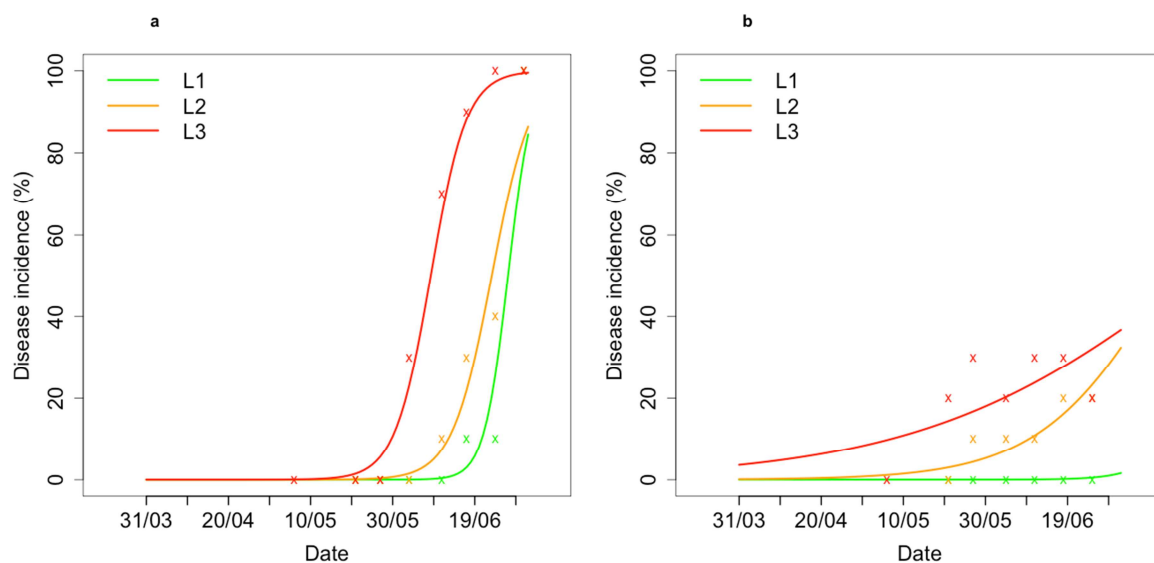 a
Disease incidence (%)
100
80
60
40
20
0
L1
L2
L3
31/03 20/04 10/05 30/05 19/06
Date
b
Disease incidence (%)
100
80
60
40
20
0
L1
L2
L3
31/03 20/04 10/05 30/05 19/06
Date